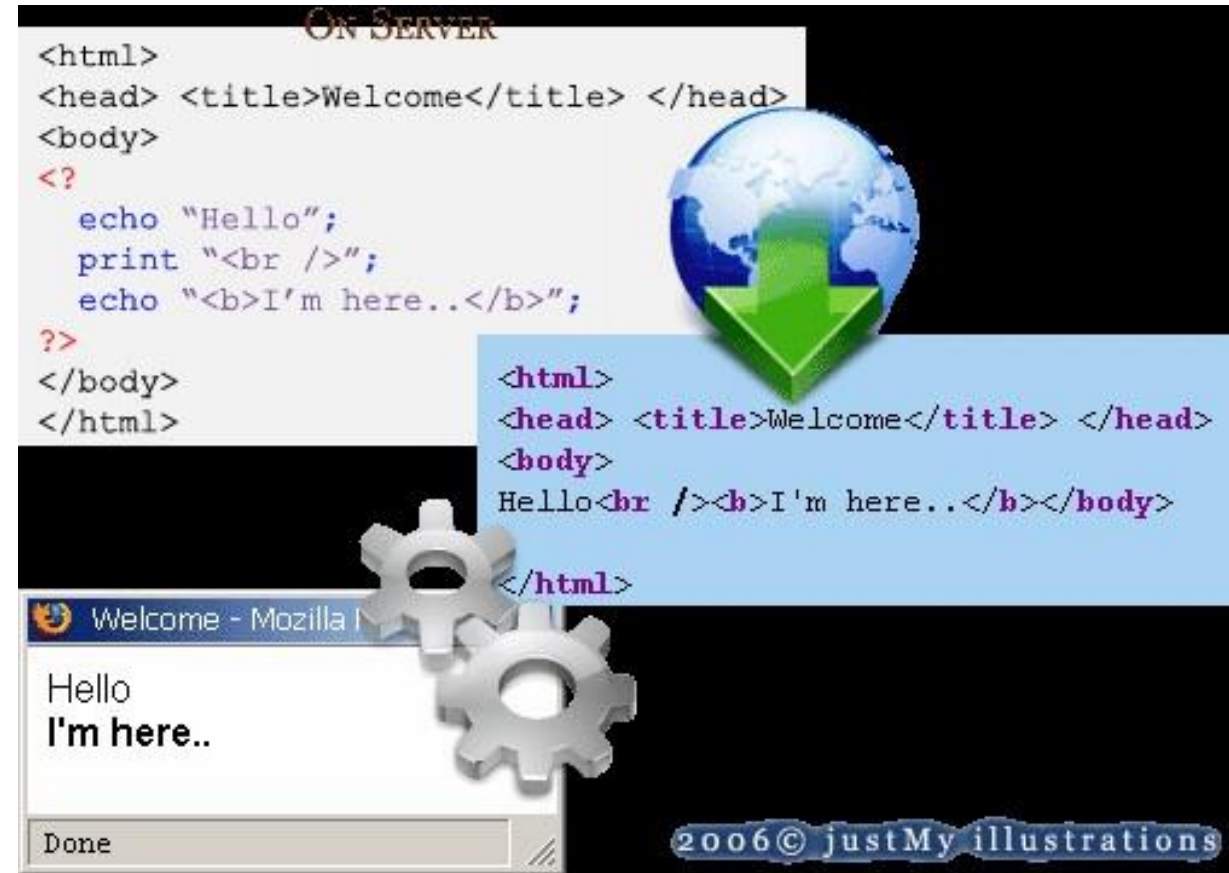 On Server
<html>
<head> <title>Welcome</title> </head>
<body>
<?
echo “Hello”;
print “<br />”;
echo “<b>I’m here..</b>”;
?>
</body>
</html>
<html>
<head> <title>Welcome</title> </head>
<body>
Hello<br /><b>I'm here..</b></body>
</html>
Welcome - Mozilla
Hello
I'm here..
Done
2006© justMy illustrations